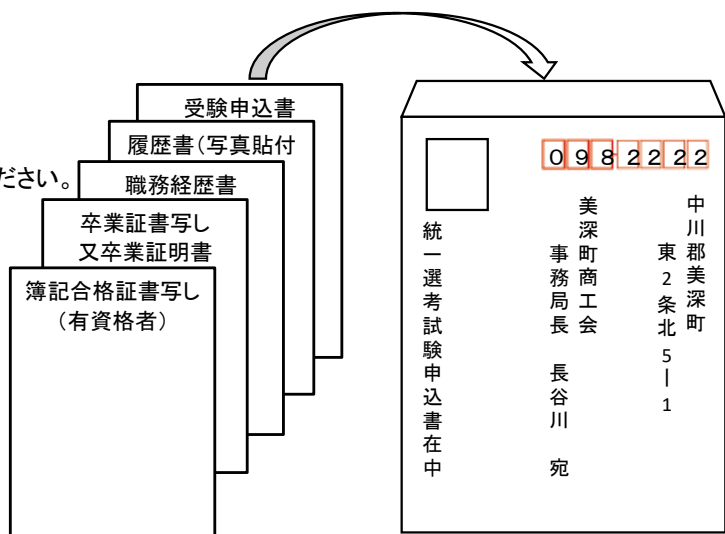 ださい。
受験申込書
履歴書(写真貼付
職務経歴書
卒業証書写し
又卒業証明書
簿記合格証書写し
(有資格者)
0982222
中川郡美深町
東2条北5ー1
美深町商工会
事務局長 長谷川 宛
統一選考試験申込書在中